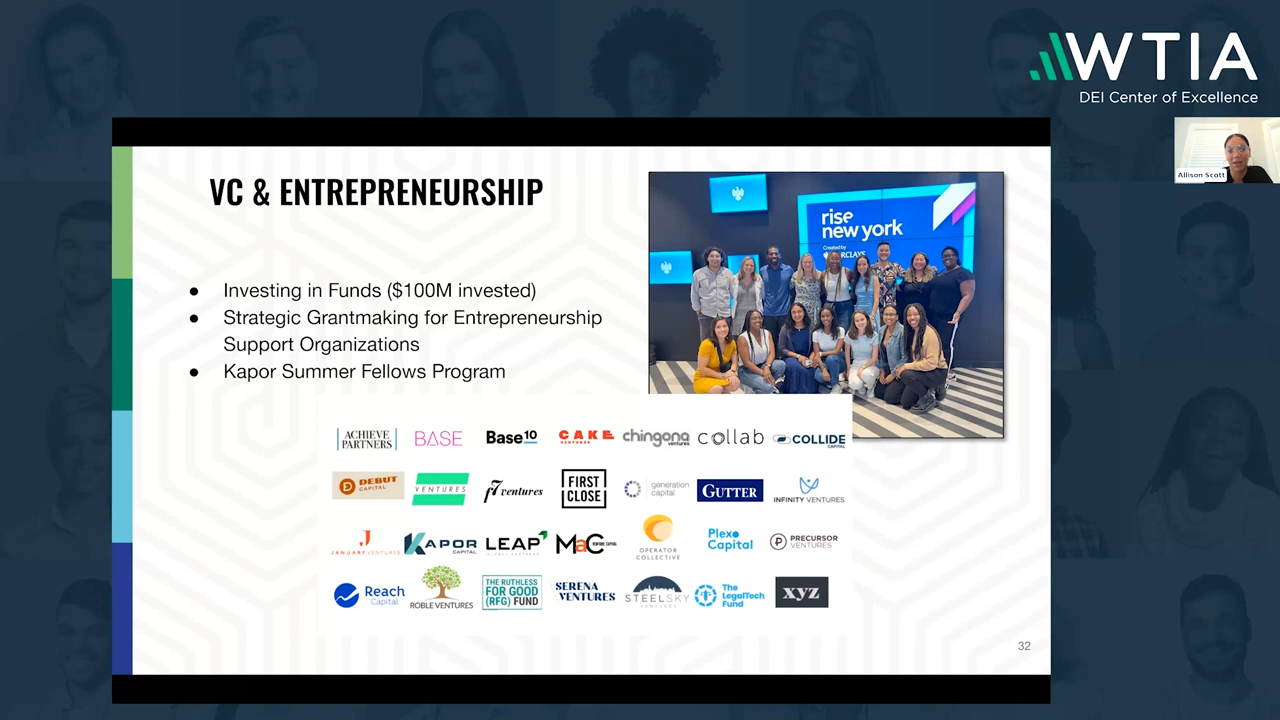 WTIA
DEI Center of Excellence
Allison Scott
VC & ENTREPRENEURSHIP
rise
new york
Created by
BARCLAYS
● Investing in Funds ($100M invested)
● Strategic Grantmaking for Entrepreneurship
Support Organizations
● Kapor Summer Fellows Program
ACHIEVE
PARTNERS
BASE
Base10
CAKE
VENTURES
chingona
ventures
collab
COLLIDE
CAPITAL
DEBUT
CAPITAL
VENTURES
f7 ventures
FIRST
CLOSE
generation
capital
GUTTER
INFINITY VENTURES
JANUARY VENTURES
KAPOR
CAPITAL
LEAP
MaC VENTURE CAPITAL
OPERATOR
COLLECTIVE
Plexo
Capital
PRECURSOR
VENTURES
Reach
Capital
ROBLE VENTURES
THE RUTHLESS
FOR GOOD
(RFG) FUND
SERENA
VENTURES
STEELSKY
VENTURES
The
LegalTech
Fund
xyz
32